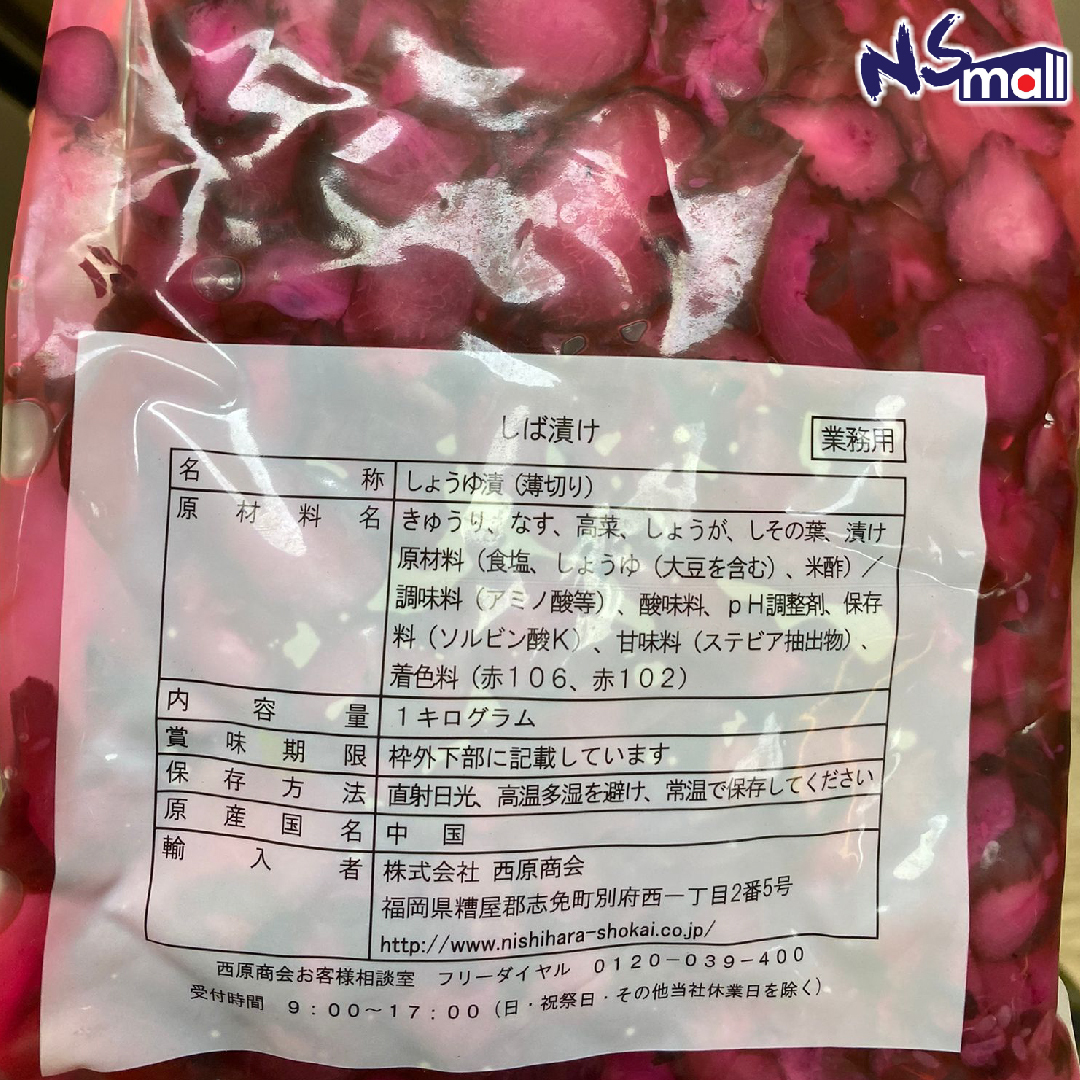 NSmall
しば漬け
業務用
名称 しょうゆ漬（薄切り）
原材料名 きゅうり、なす、高菜、しょうが、しその葉、漬け
原材料（食塩、しょうゆ（大豆を含む）、米酢）／
調味料（アミノ酸等）、酸味料、ｐＨ調整剤、保存
料（ソルビン酸Ｋ）、甘味料（ステビア抽出物）、
着色料（赤１０６、赤１０２）
内容量 １キログラム
賞味期限 枠外下部に記載しています
保存方法 直射日光、高温多湿を避け、常温で保存してください
原産国名 中国
輸入者 株式会社 西原商会
福岡県糟屋郡志免町別府西一丁目2番5号
http://www.nishihara-shokai.co.jp/
西原商会お客様相談室 フリーダイヤル ０１２０－０３９－４００
受付時間 ９：００～１７：００（日・祝祭日・その他当社休業日を除く）